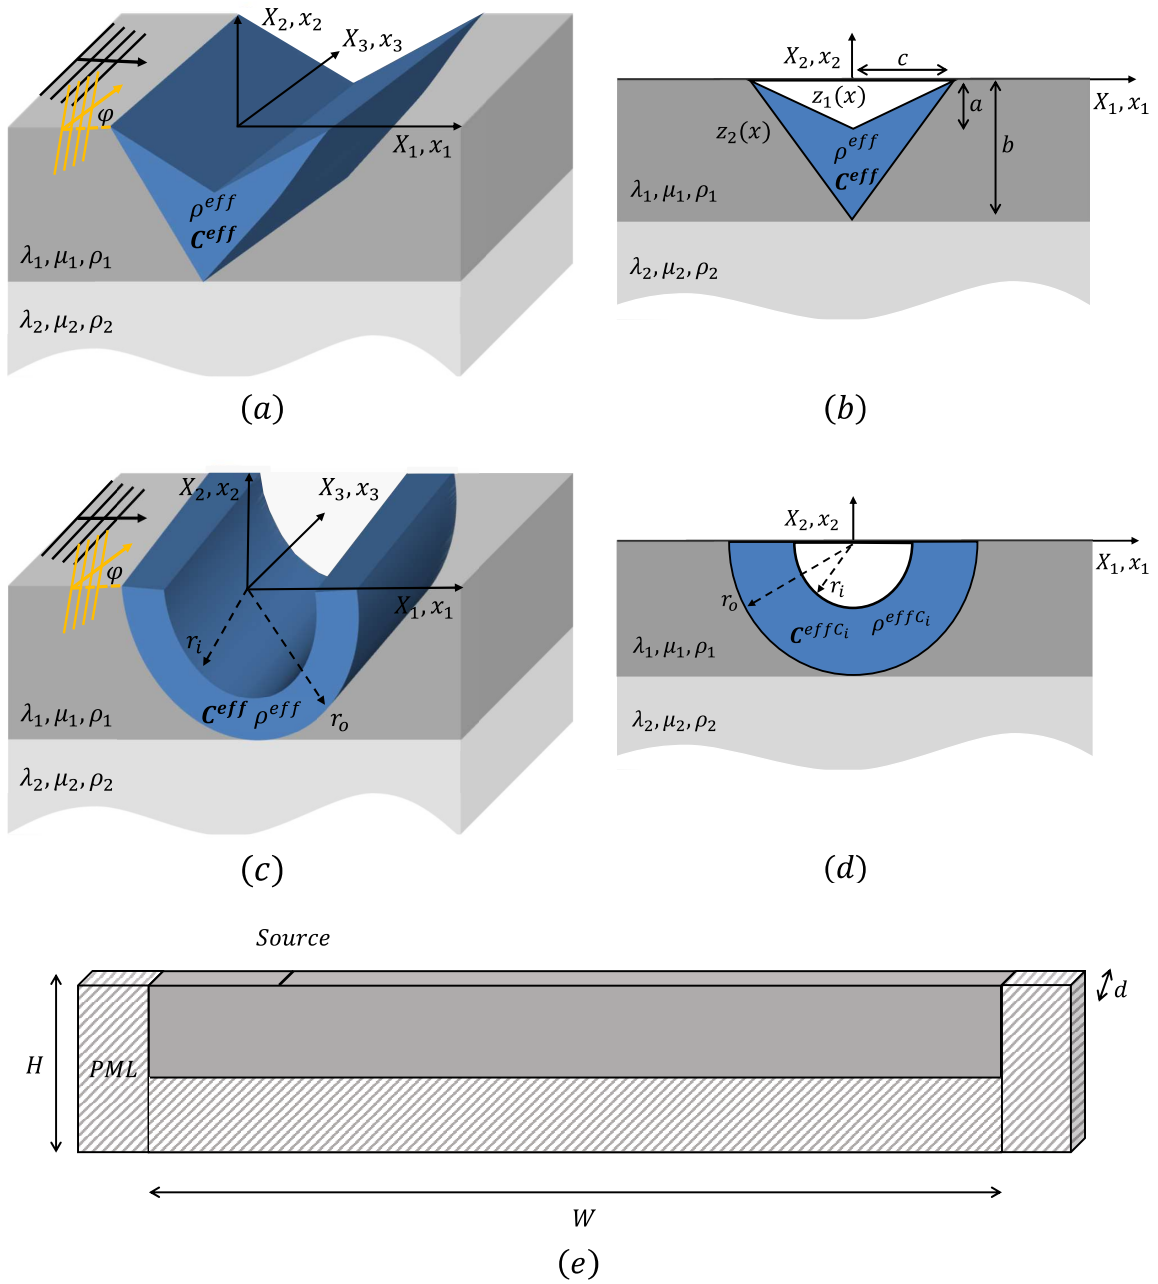 X₂, x₂
X₃, x₃
φ
X₁, x₁
ρᵉᶠᶠ
Cᵉᶠᶠ
λ₁, μ₁, ρ₁
λ₂, μ₂, ρ₂
(a)
X₂, x₂
c
X₁, x₁
z₁(x)
a
z₂(x)
b
ρᵉᶠᶠ
Cᵉᶠᶠ
λ₁, μ₁, ρ₁
λ₂, μ₂, ρ₂
(b)
X₂, x₂
X₃, x₃
φ
X₁, x₁
rᵢ
Cᵉᶠᶠ ρᵉᶠᶠ
rₒ
λ₁, μ₁, ρ₁
λ₂, μ₂, ρ₂
(c)
X₂, x₂
X₁, x₁
rₒ
rᵢ
C^{effCᵢ} ρ^{effCᵢ}
λ₁, μ₁, ρ₁
λ₂, μ₂, ρ₂
(d)
Source
d
H
PML
W
(e)